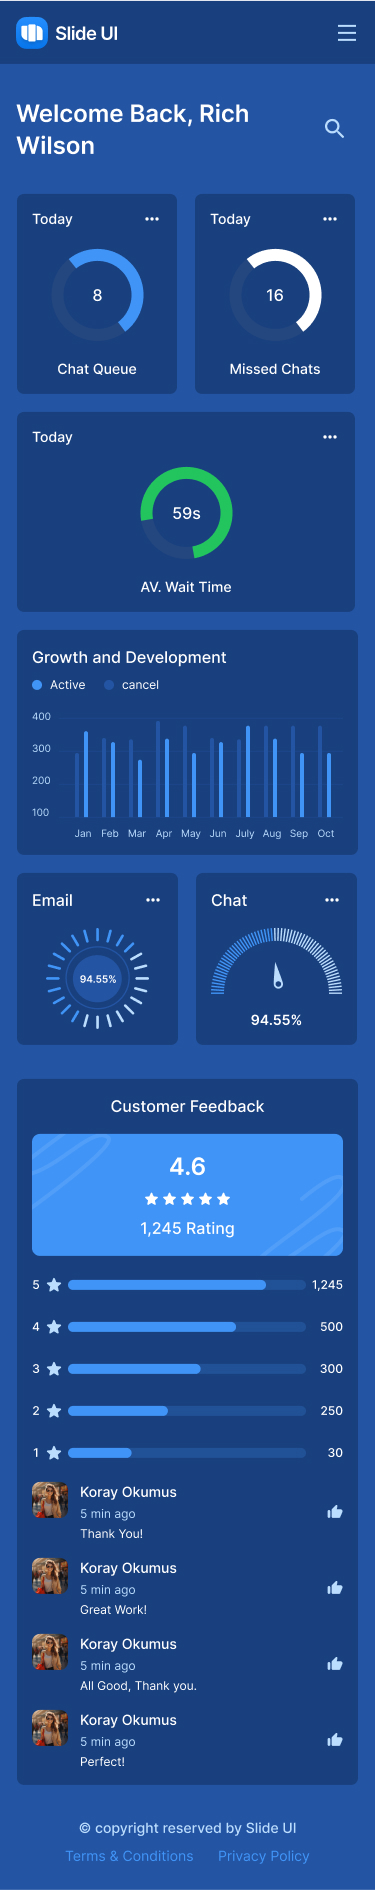 Slide UI
Welcome Back, Rich
Wilson
Today
8
Chat Queue
Today
16
Missed Chats
Today
59s
AV. Wait Time
Growth and Development
Active cancel
400
300
200
100
Jan Feb Mar Apr May Jun July Aug Sep Oct
Email
94.55%
Chat
94.55%
Customer Feedback
4.6
1,245 Rating
5 1,245
4 500
3 300
2 250
1 30
Koray Okumus
5 min ago
Thank You!
Koray Okumus
5 min ago
Great Work!
Koray Okumus
5 min ago
All Good, Thank you.
Koray Okumus
5 min ago
Perfect!
© copyright reserved by Slide UI
Terms & Conditions Privacy Policy